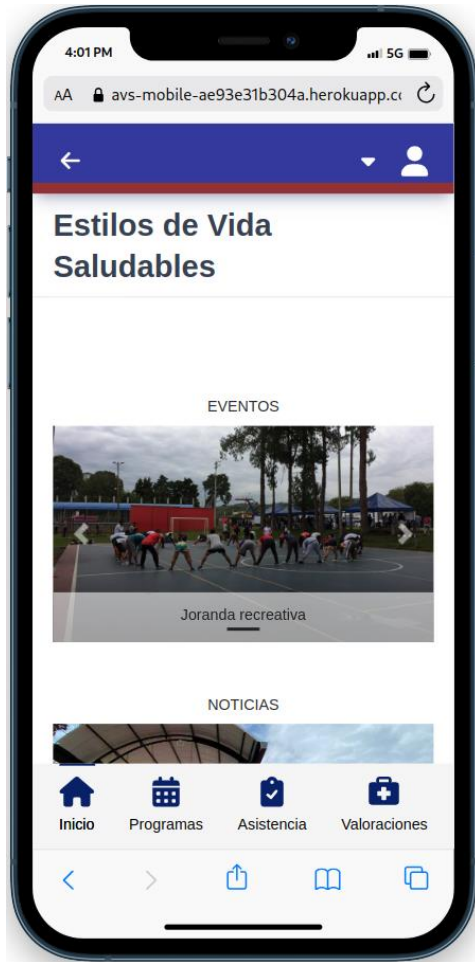 4:01 PM
5G
AA avs-mobile-ae93e31b304a.herokuapp.cc
Estilos de Vida
Saludables
EVENTOS
Joranda recreativa
NOTICIAS
Inicio Programas Asistencia Valoraciones